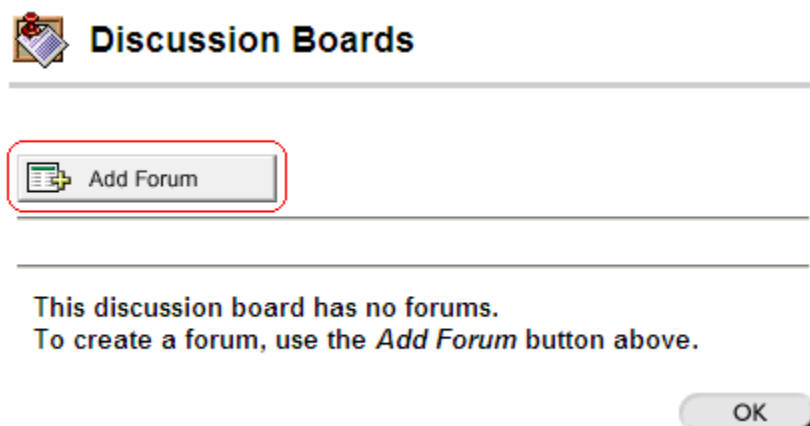 Discussion Boards
Add Forum
This discussion board has no forums.
To create a forum, use the Add Forum button above.
OK